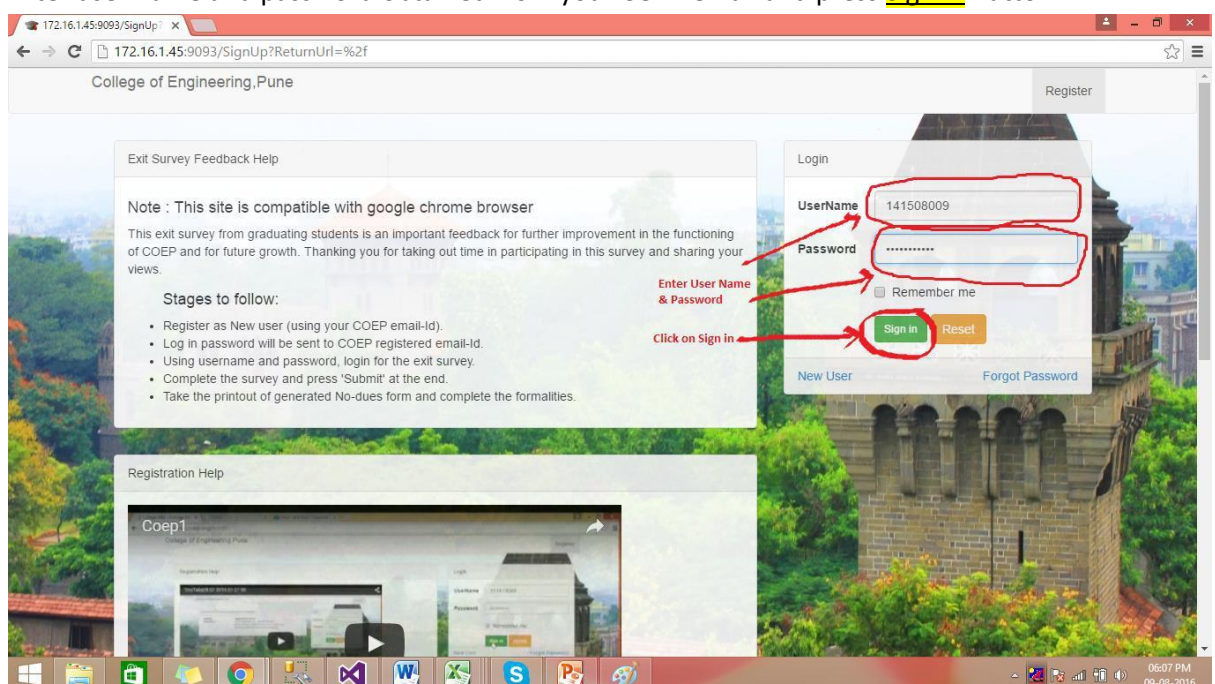 172.16.1.45:9093/SignUp?
172.16.1.45:9093/SignUp?ReturnUrl=%2f
College of Engineering,Pune
Register
Exit Survey Feedback Help
Note : This site is compatible with google chrome browser
This exit survey from graduating students is an important feedback for further improvement in the functioning
of COEP and for future growth. Thanking you for taking out time in participating in this survey and sharing your
views.
Stages to follow:
• Register as New user (using your COEP email-Id).
• Log in password will be sent to COEP registered email-Id.
• Using username and password, login for the exit survey.
• Complete the survey and press 'Submit' at the end.
• Take the printout of generated No-dues form and complete the formalities.
Login
UserName 141508009
Password ···········
Enter User Name
& Password
Remember me
Click on Sign in
Sign in Reset
New User Forgot Password
Registration Help
Coep1
College of Engineering Pune
06:07 PM
09-08-2016